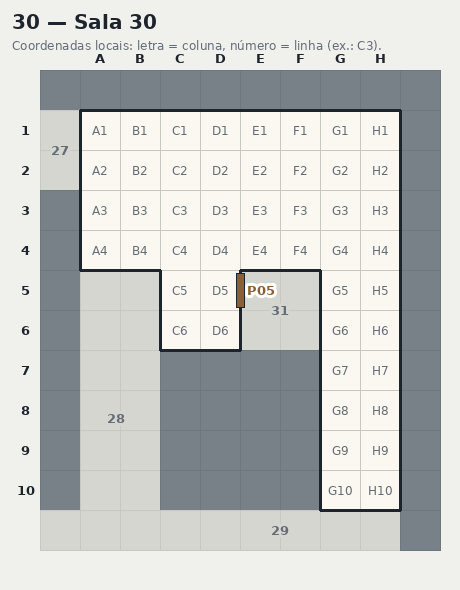 30 — Sala 30
Coordenadas locais: letra = coluna, número = linha (ex.: C3).
A B C D E F G H
1 A1 B1 C1 D1 E1 F1 G1 H1
27
2 A2 B2 C2 D2 E2 F2 G2 H2
3 A3 B3 C3 D3 E3 F3 G3 H3
4 A4 B4 C4 D4 E4 F4 G4 H4
5 C5 D5 P05 G5 H5
31
6 C6 D6 G6 H6
7 G7 H7
8 G8 H8
28
9 G9 H9
10 G10 H10
29